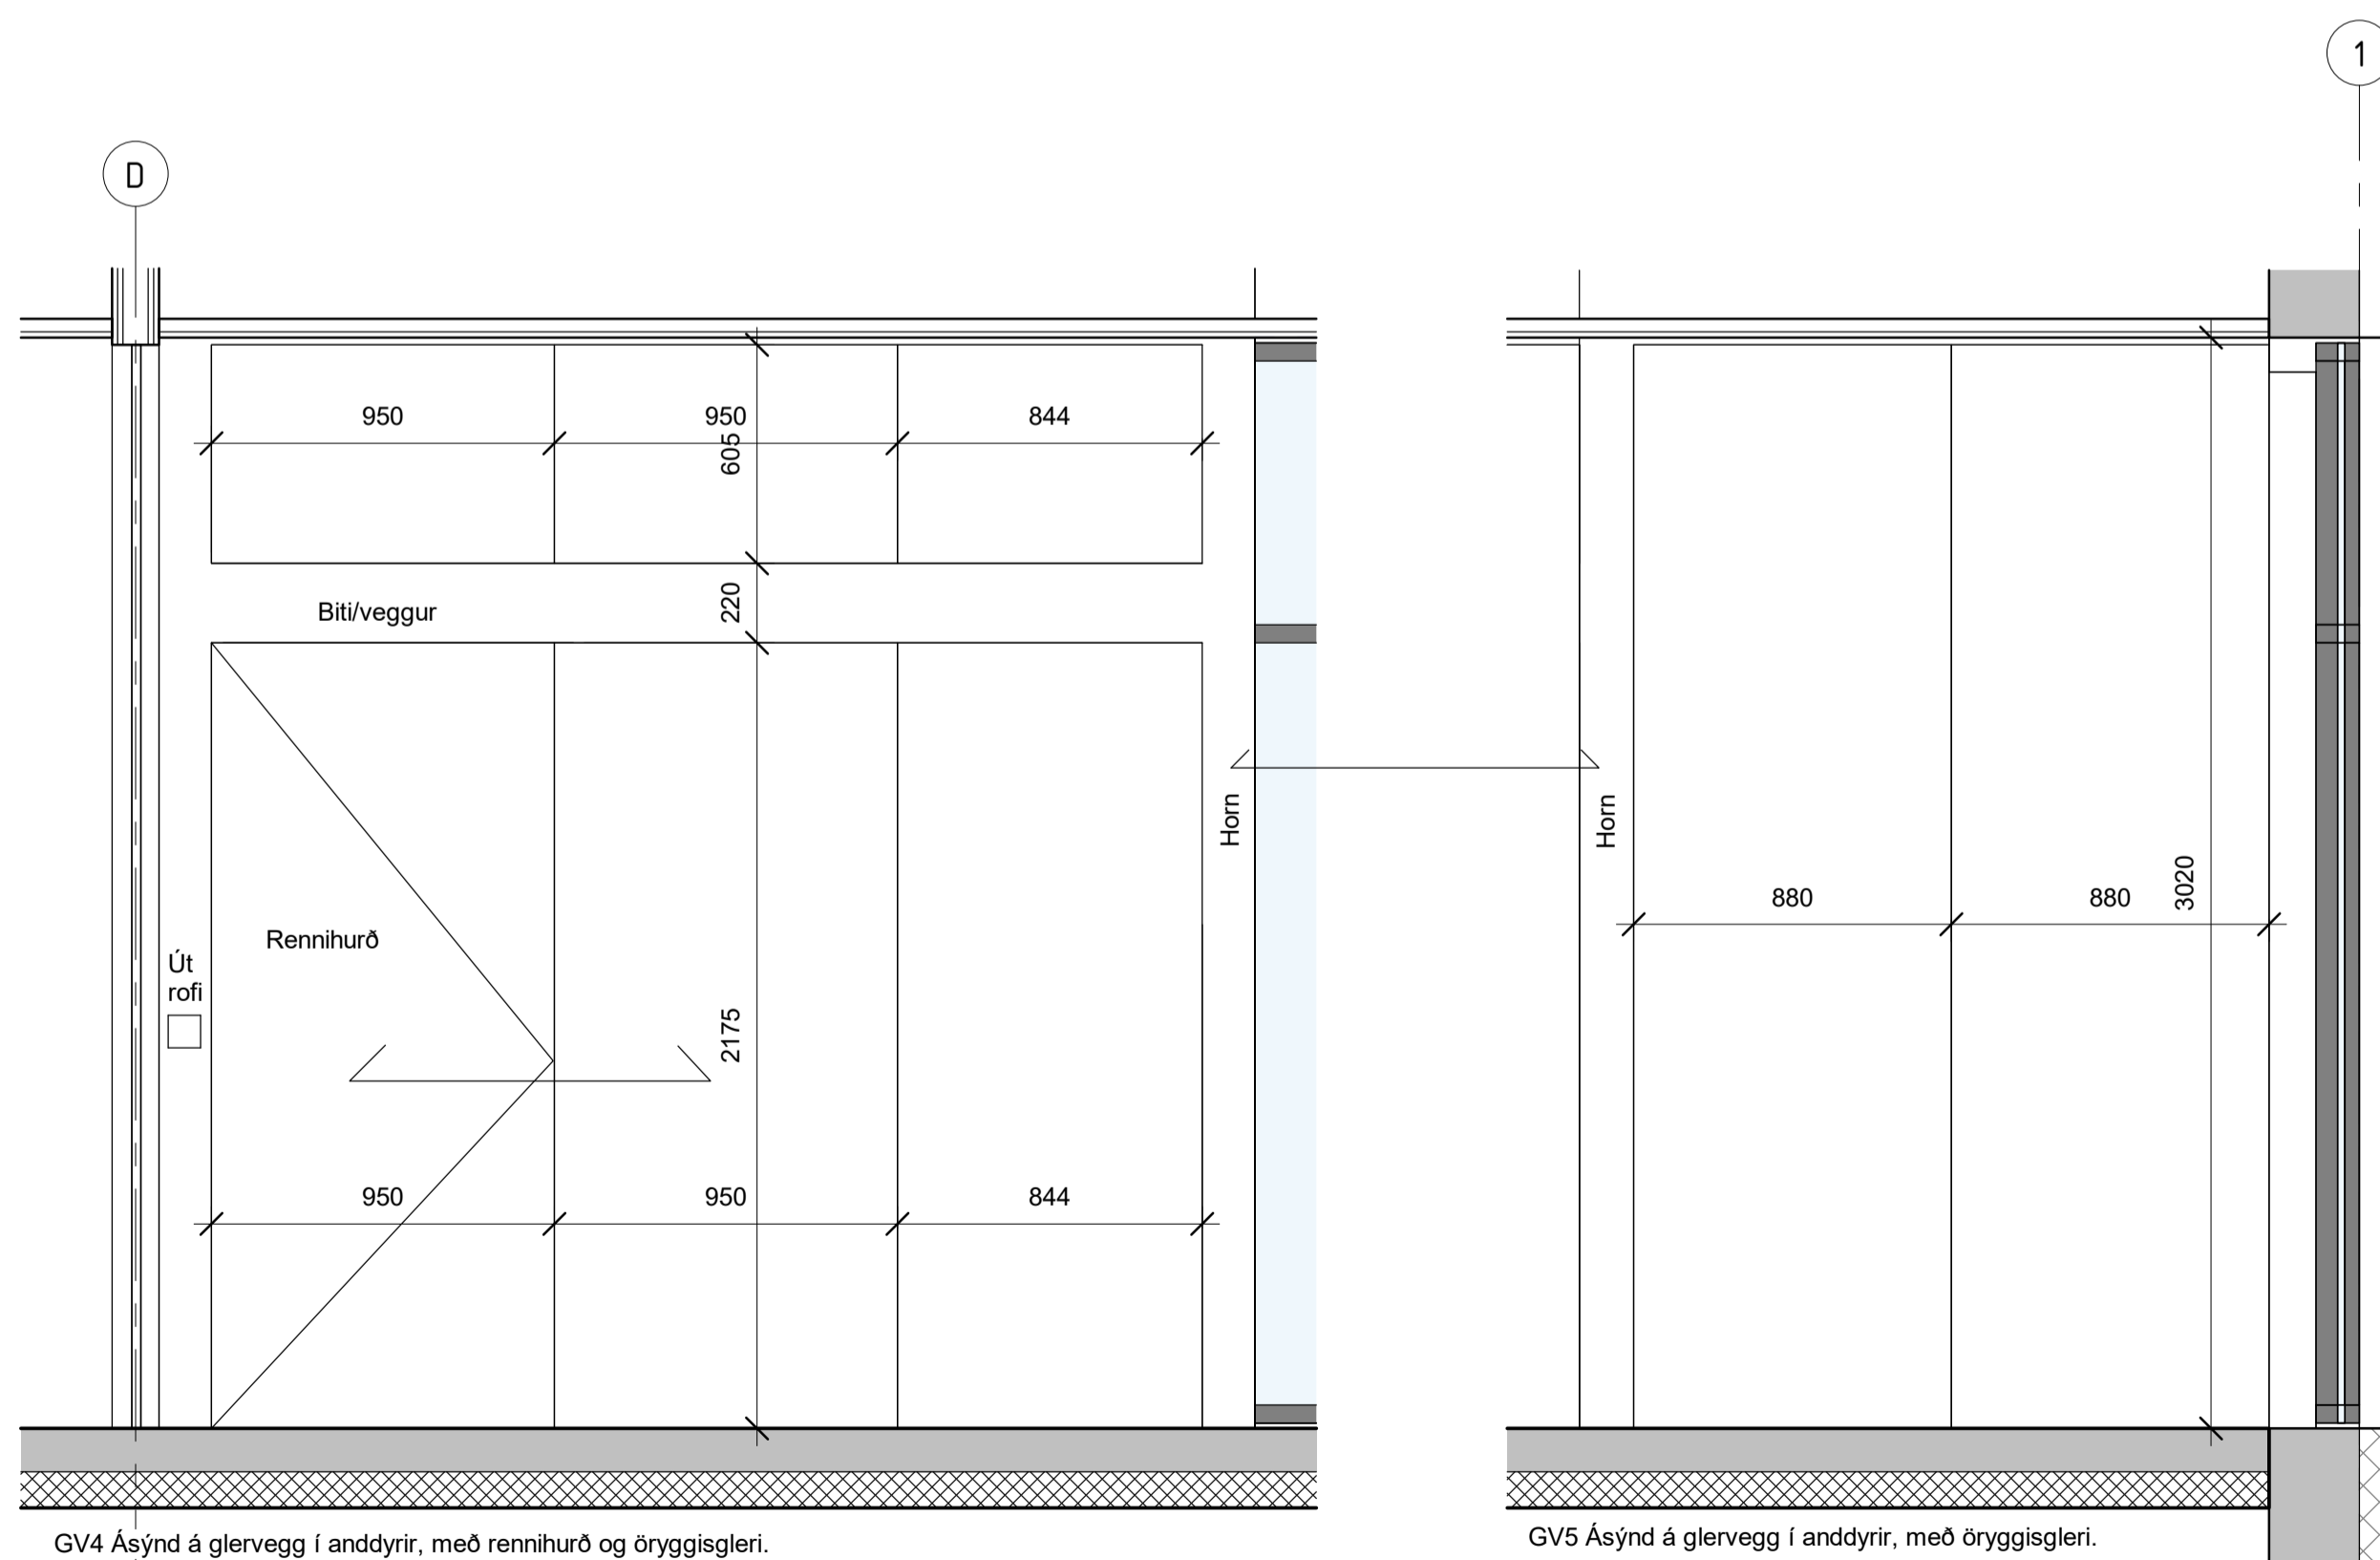 1
D
950
950
844
605
220
Biti/veggur
Rennihurð
Út
rofi
2175
950
950
844
Horn
Horn
880
880
3020
GV4 Ásýnd á glervegg í anddyrir, með rennihurð og öryggisgleri.
GV5 Ásýnd á glervegg í anddyrir, með öryggisgleri.